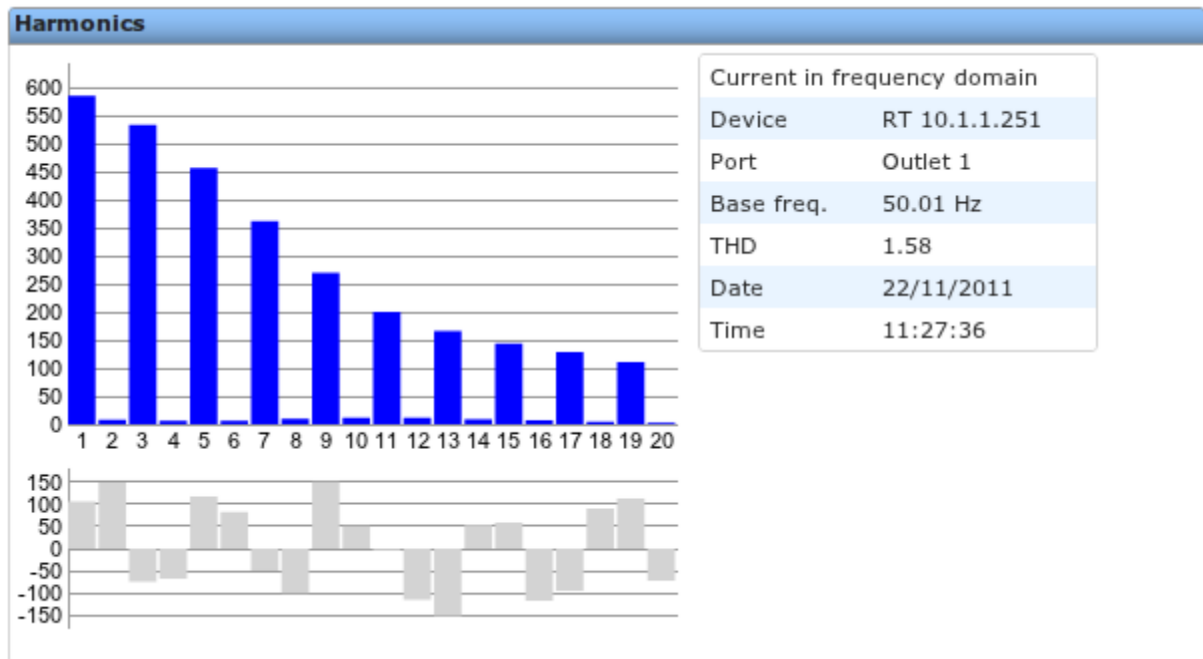 Harmonics
600
550
500
450
400
350
300
250
200
150
100
50
0
1 2 3 4 5 6 7 8 9 10 11 12 13 14 15 16 17 18 19 20
150
100
50
0
-50
-100
-150
Current in frequency domain
Device RT 10.1.1.251
Port Outlet 1
Base freq. 50.01 Hz
THD 1.58
Date 22/11/2011
Time 11:27:36